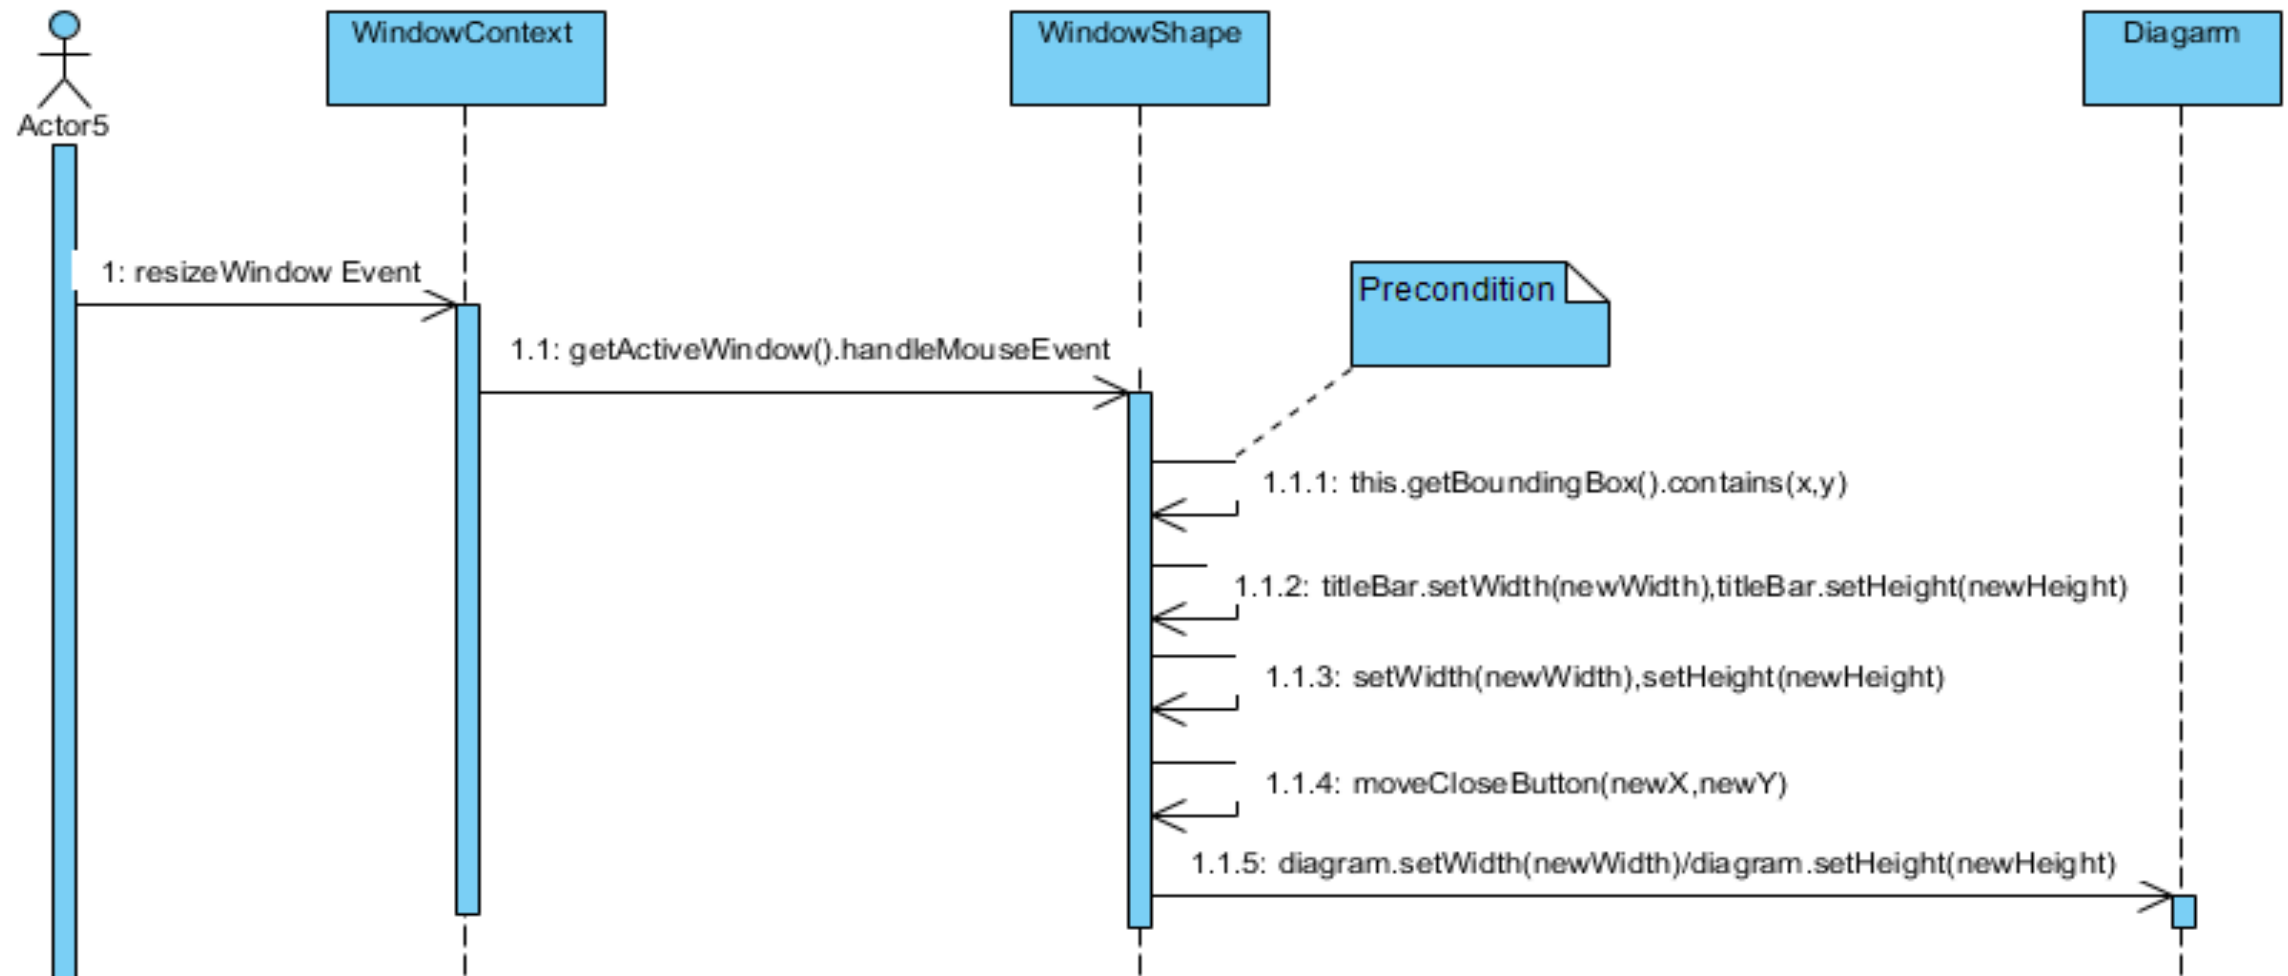 WindowContext
WindowShape
Diagarm
Actor5
1: resizeWindow Event
Precondition
1.1: getActiveWindow().handleMouseEvent
1.1.1: this.getBoundingBox().contains(x,y)
1.1.2: titleBar.setWidth(newWidth),titleBar.setHeight(newHeight)
1.1.3: setWidth(newWidth),setHeight(newHeight)
1.1.4: moveCloseButton(newX,newY)
1.1.5: diagram.setWidth(newWidth)/diagram.setHeight(newHeight)